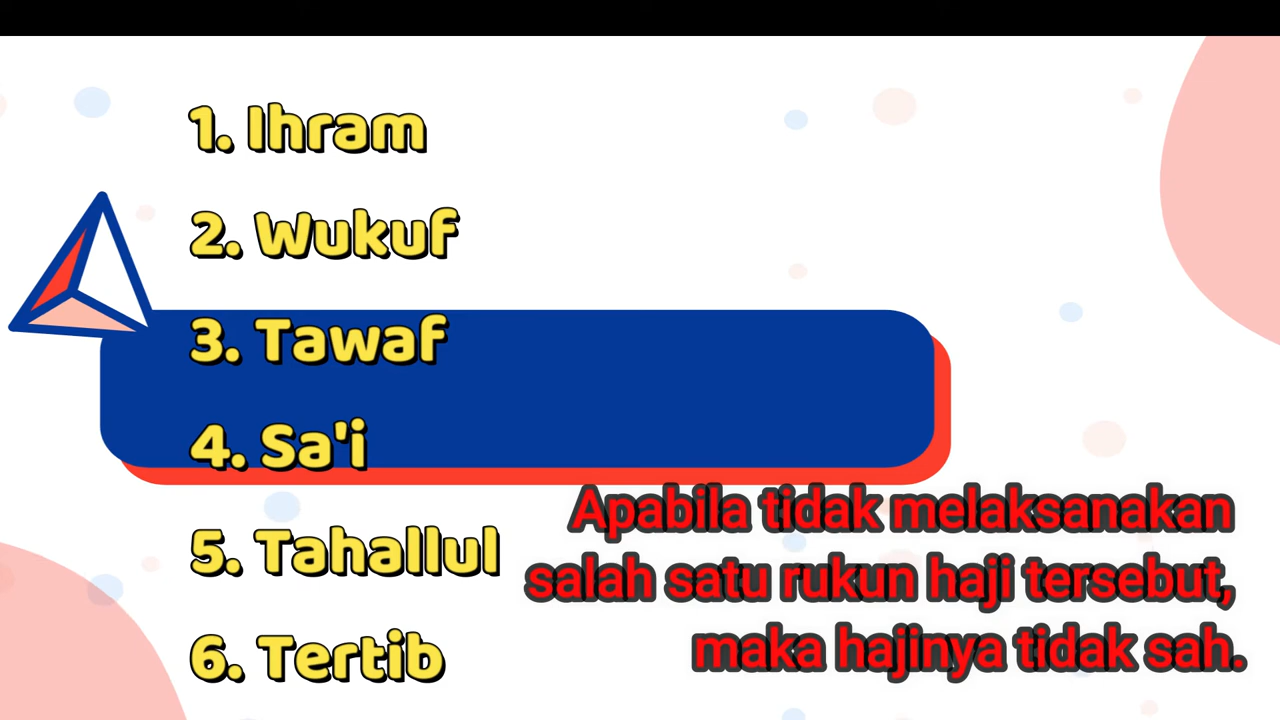 1. Ihram
2. Wukuf
3. Tawaf
4. Sa'i
5. Tahallul
6. Tertib
Apabila tidak melaksanakan
salah satu rukun haji tersebut,
maka hajinya tidak sah.